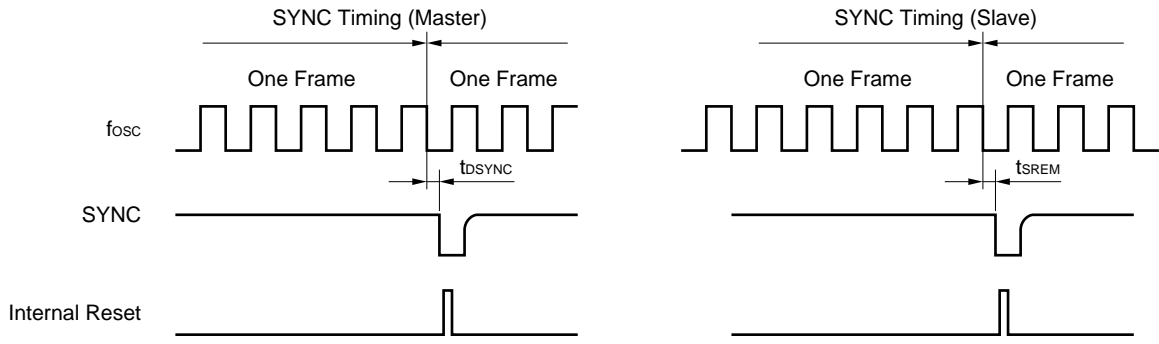 SYNC Timing (Master)
SYNC Timing (Slave)
One Frame
One Frame
One Frame
One Frame
fOSC
tDSYNC
tSREM
SYNC
Internal Reset